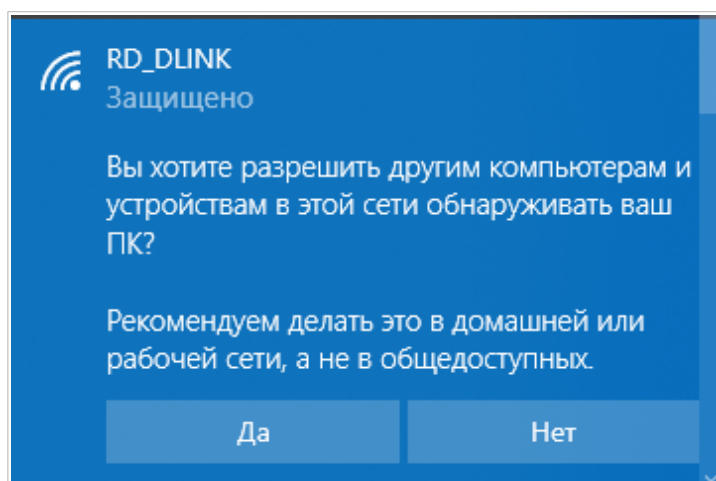 RD_DLINK
Защищено
Вы хотите разрешить другим компьютерам и
устройствам в этой сети обнаруживать ваш
ПК?
Рекомендуем делать это в домашней или
рабочей сети, а не в общедоступных.
Да
Нет